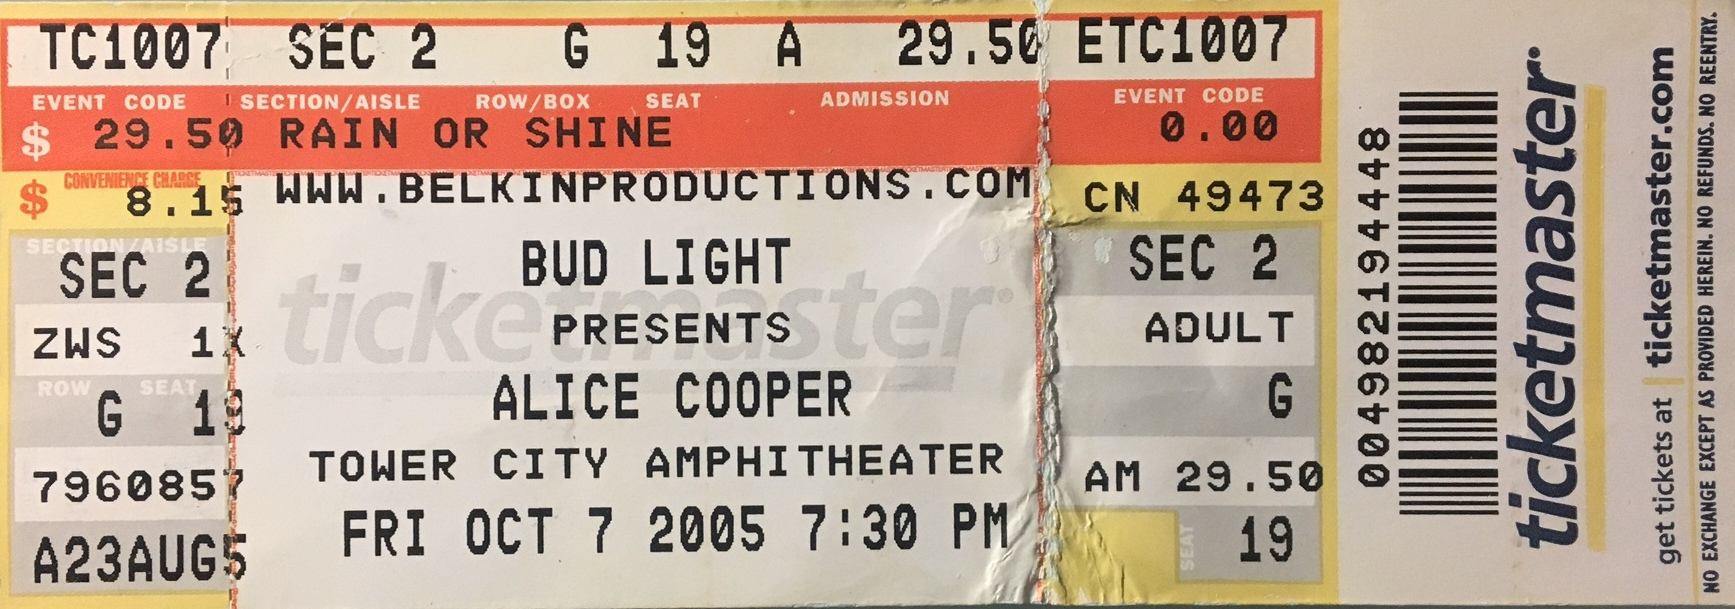 TC1007 SEC 2 G 19 A 29.50 ETC1007
EVENT CODE SECTION/AISLE ROW/BOX SEAT ADMISSION EVENT CODE
$ 29.50 RAIN OR SHINE 0.00
CONVENIENCE CHARGE
$ 8.15 WWW.BELKINPRODUCTIONS.COM CN 49473
SECTION/AISLE
SEC 2 BUD LIGHT SEC 2
ticketmaster
ZWS 1X PRESENTS ADULT
ROW SEAT
G 19 ALICE COOPER G
7960857 TOWER CITY AMPHITHEATER AM 29.50
A23AUG5 FRI OCT 7 2005 7:30 PM SEAT 19
004982194448
ticketmaster
get tickets at ticketmaster.com
NO EXCHANGE EXCEPT AS PROVIDED HEREIN. NO REFUNDS. NO REENTRY.